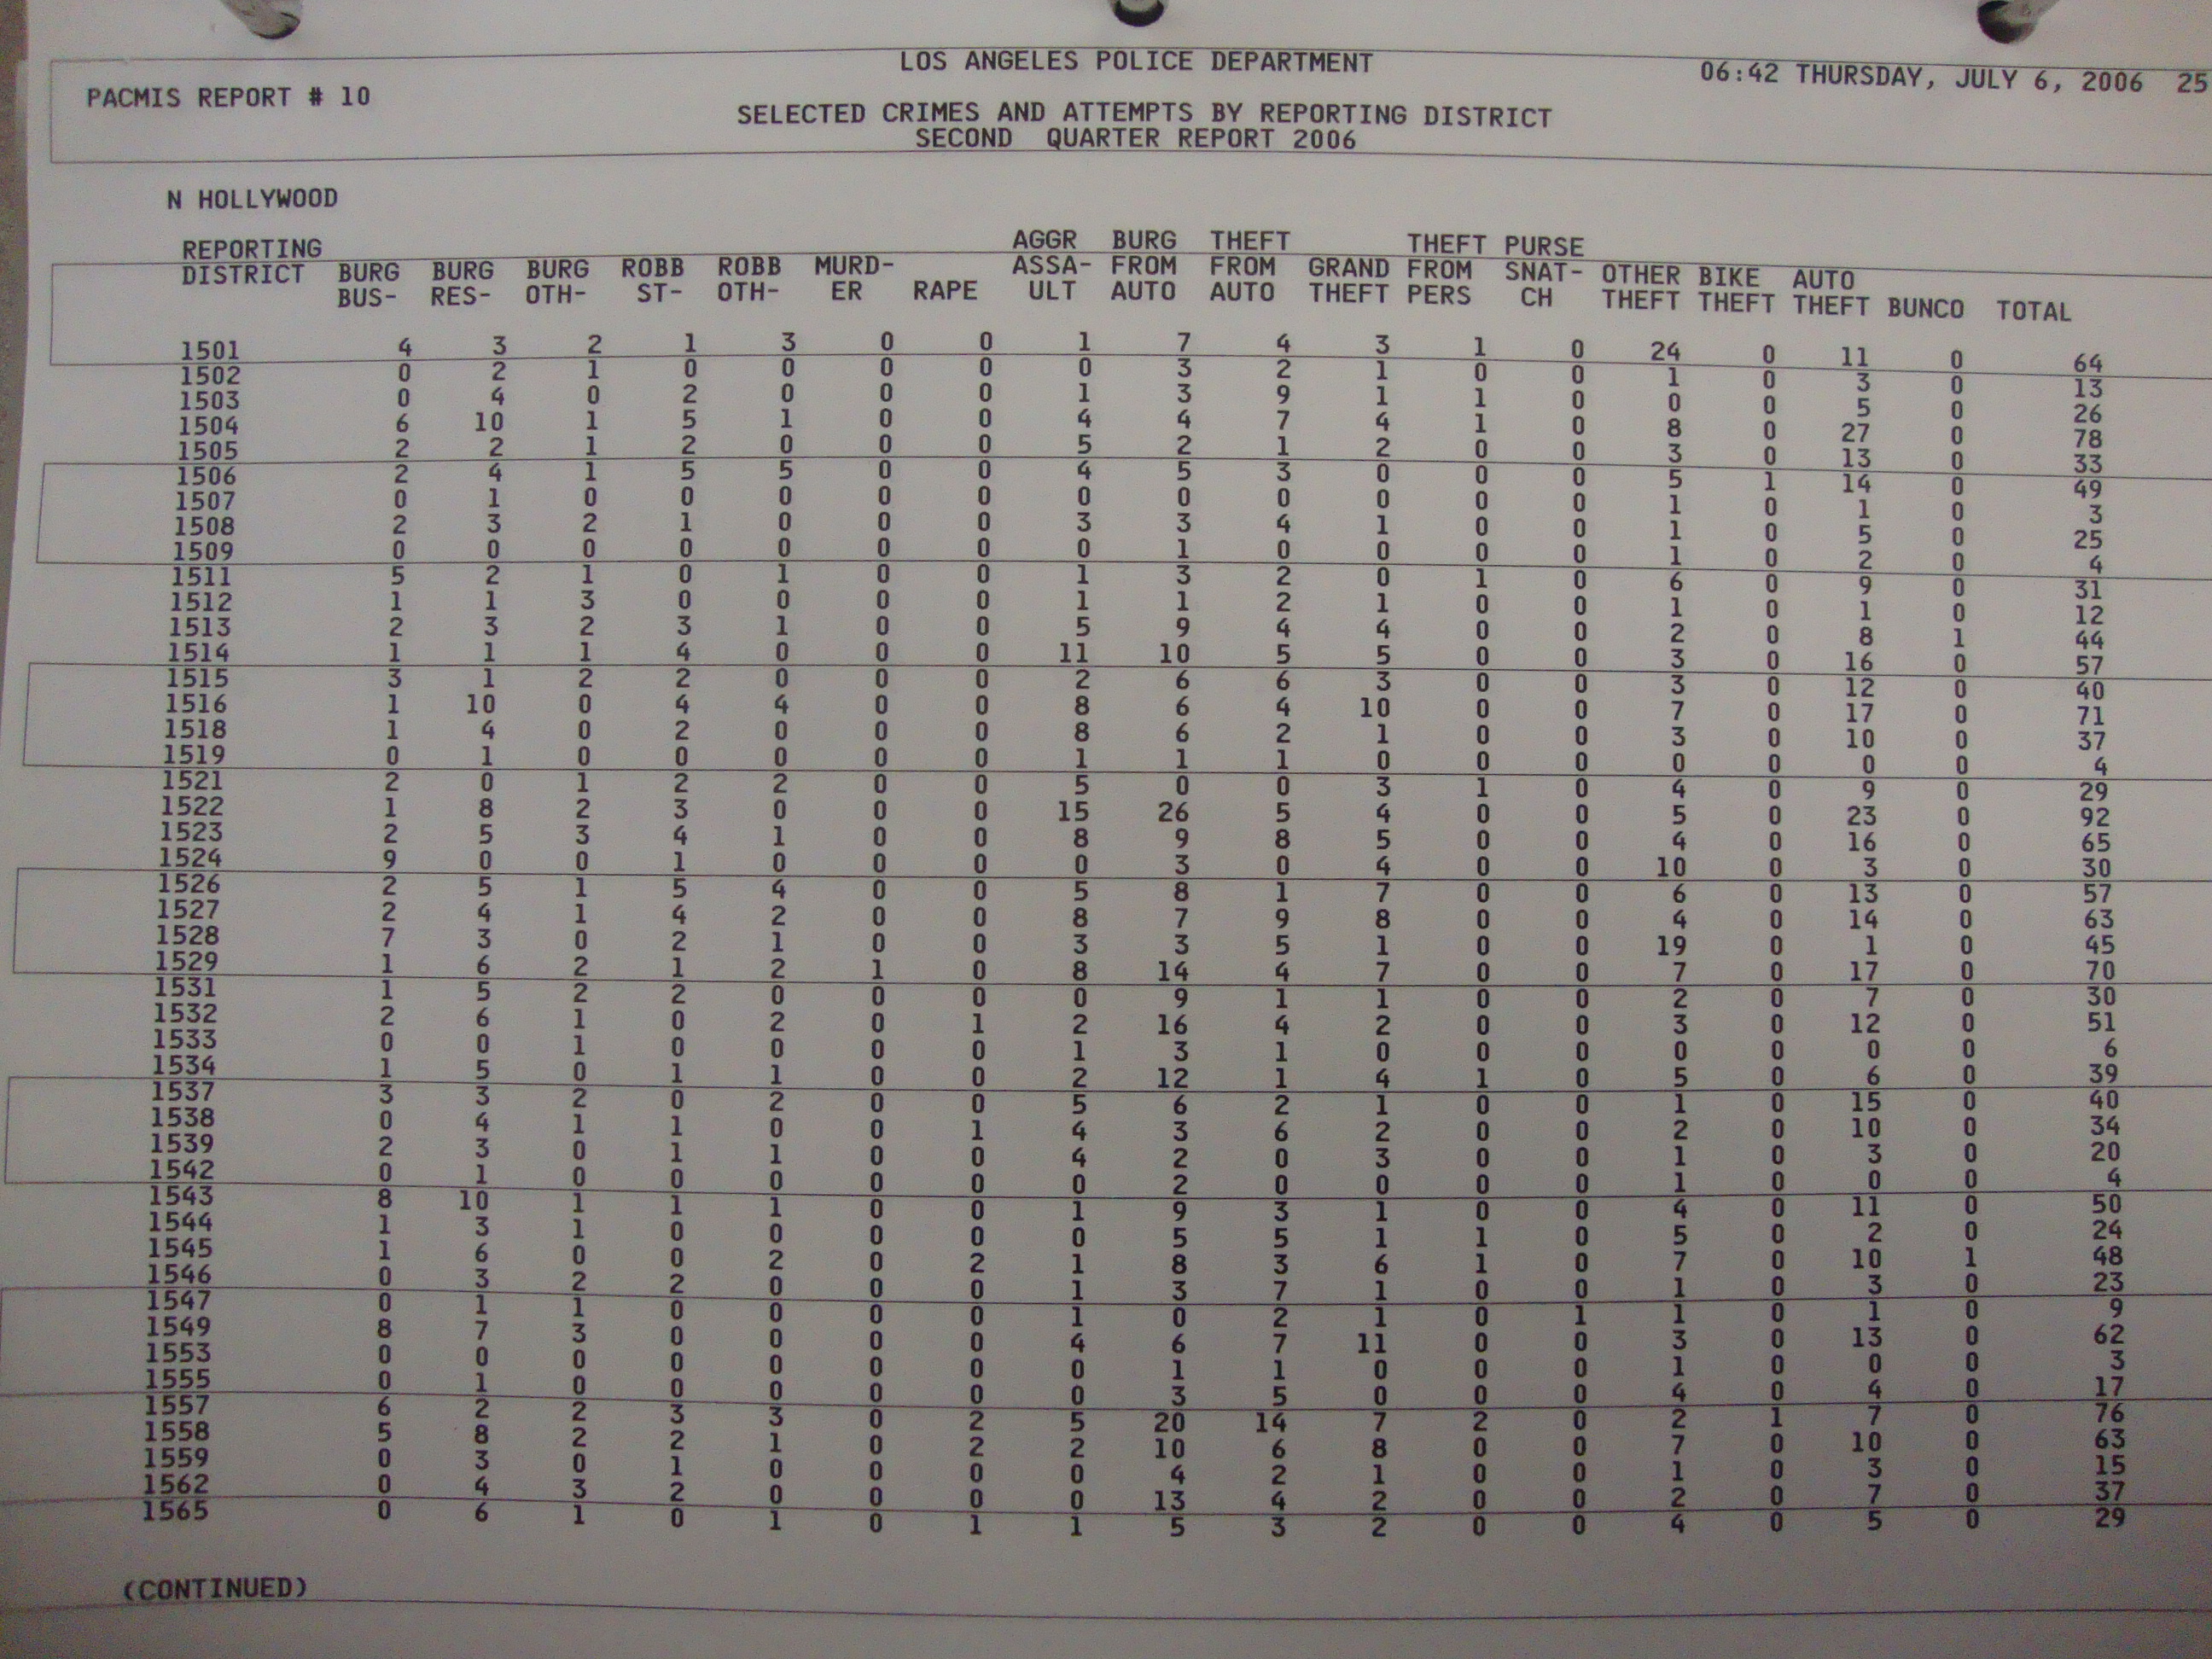 LOS ANGELES POLICE DEPARTMENT
PACMIS REPORT # 10 06:42 THURSDAY, JULY 6, 2006 25
SELECTED CRIMES AND ATTEMPTS BY REPORTING DISTRICT
SECOND QUARTER REPORT 2006
N HOLLYWOOD
REPORTING AGGR BURG THEFT THEFT PURSE
DISTRICT BURG BURG BURG ROBB ROBB MURD- ASSA- FROM FROM GRAND FROM SNAT- OTHER BIKE AUTO
BUS- RES- OTH- ST- OTH- ER RAPE ULT AUTO AUTO THEFT PERS CH THEFT THEFT THEFT BUNCO TOTAL
1501 4 3 2 1 3 0 0 1 7 4 3 1 0 24 0 11 0 64
1502 0 2 1 0 0 0 0 0 3 2 1 0 0 1 0 3 0 13
1503 0 4 0 2 0 0 0 1 3 9 1 1 0 0 0 5 0 26
1504 6 10 1 5 1 0 0 4 4 7 4 1 0 8 0 27 0 78
1505 2 2 1 2 0 0 0 5 2 1 2 0 0 3 0 13 0 33
1506 2 4 1 5 5 0 0 4 5 3 0 0 0 5 1 14 0 49
1507 0 1 0 0 0 0 0 0 0 0 0 0 0 1 0 1 0 3
1508 2 3 2 1 0 0 0 3 3 4 1 0 0 1 0 5 0 25
1509 0 0 0 0 0 0 0 0 1 0 0 0 0 1 0 2 0 4
1511 5 2 1 0 1 0 0 1 3 2 0 1 0 6 0 9 0 31
1512 1 1 3 0 0 0 0 1 1 2 1 0 0 1 0 1 0 12
1513 2 3 2 3 1 0 0 5 9 4 4 0 0 2 0 8 1 44
1514 1 1 1 4 0 0 0 11 10 5 5 0 0 3 0 16 0 57
1515 3 1 2 2 0 0 0 2 6 6 3 0 0 3 0 12 0 40
1516 1 10 0 4 4 0 0 8 6 4 10 0 0 7 0 17 0 71
1518 1 4 0 2 0 0 0 8 6 2 1 0 0 3 0 10 0 37
1519 0 1 0 0 0 0 0 1 1 1 0 0 0 0 0 0 0 4
1521 2 0 1 2 2 0 0 5 0 0 3 1 0 4 0 9 0 29
1522 1 8 2 3 0 0 0 15 26 5 4 0 0 5 0 23 0 92
1523 2 5 3 4 1 0 0 8 9 8 5 0 0 4 0 16 0 65
1524 9 0 0 1 0 0 0 0 3 0 4 0 0 10 0 3 0 30
1526 2 5 1 5 4 0 0 5 8 1 7 0 0 6 0 13 0 57
1527 2 4 1 4 2 0 0 8 7 9 8 0 0 4 0 14 0 63
1528 7 3 0 2 1 0 0 3 3 5 1 0 0 19 0 1 0 45
1529 1 6 2 1 2 1 0 8 14 4 7 0 0 7 0 17 0 70
1531 1 5 2 2 0 0 0 0 9 1 1 0 0 2 0 7 0 30
1532 2 6 1 0 2 0 1 2 16 4 2 0 0 3 0 12 0 51
1533 0 0 1 0 0 0 0 1 3 1 0 0 0 0 0 0 0 6
1534 1 5 0 1 1 0 0 2 12 1 4 1 0 5 0 6 0 39
1537 3 3 2 0 2 0 0 5 6 2 1 0 0 1 0 15 0 40
1538 0 4 1 1 0 0 1 4 3 6 2 0 0 2 0 10 0 34
1539 2 3 0 1 1 0 0 4 2 0 3 0 0 1 0 3 0 20
1542 0 1 0 0 0 0 0 0 2 0 0 0 0 1 0 0 0 4
1543 8 10 1 1 1 0 0 1 9 3 1 0 0 4 0 11 0 50
1544 1 3 1 0 0 0 0 0 5 5 1 1 0 5 0 2 0 24
1545 1 6 0 0 2 0 2 1 8 3 6 1 0 7 0 10 1 48
1546 0 3 2 2 0 0 0 1 3 7 1 0 0 1 0 3 0 23
1547 0 1 1 0 0 0 0 1 0 2 1 0 1 1 0 1 0 9
1549 8 7 3 0 0 0 0 4 6 7 11 0 0 3 0 13 0 62
1553 0 0 0 0 0 0 0 0 1 1 0 0 0 1 0 0 0 3
1555 0 1 0 0 0 0 0 0 3 5 0 0 0 4 0 4 0 17
1557 6 2 2 3 3 0 2 5 20 14 7 2 0 2 1 7 0 76
1558 5 8 2 2 1 0 2 2 10 6 8 0 0 7 0 10 0 63
1559 0 3 0 1 0 0 0 0 4 2 1 0 0 1 0 3 0 15
1562 0 4 3 2 0 0 0 0 13 4 2 0 0 2 0 7 0 37
1565 0 6 1 0 1 0 1 1 5 3 2 0 0 4 0 5 0 29
(CONTINUED)